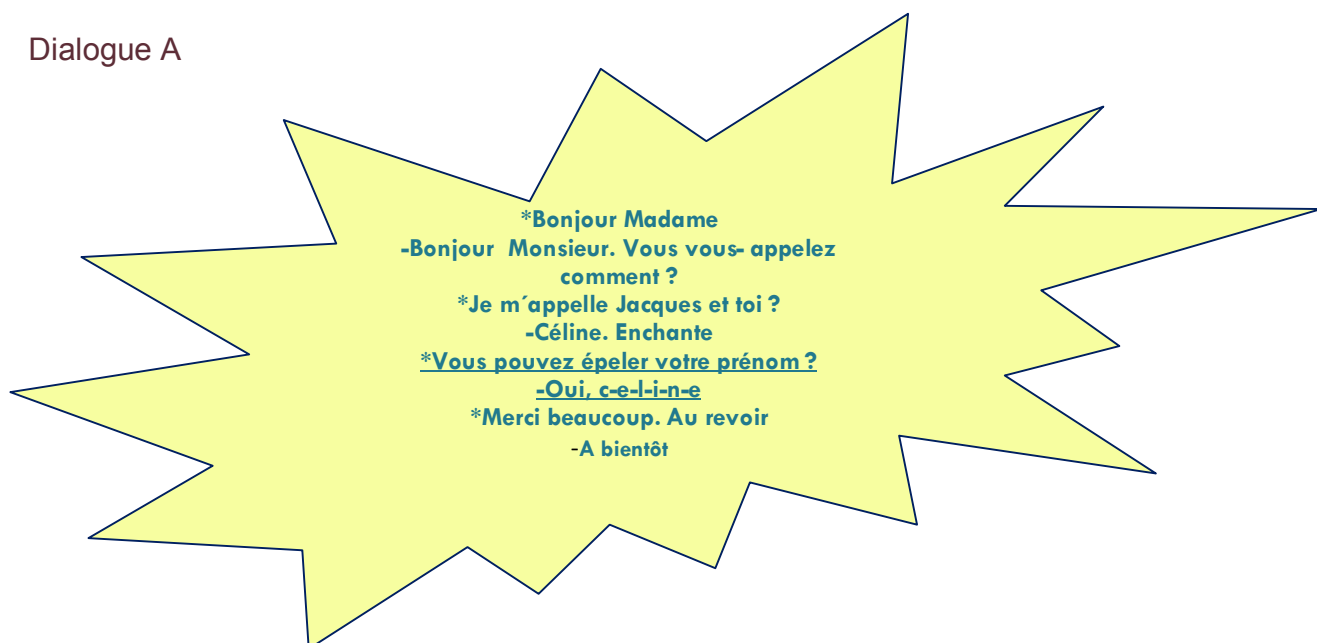 Dialogue A
*Bonjour Madame
-Bonjour  Monsieur. Vous vous- appelez
comment ?
*Je m´appelle Jacques et toi ?
-Céline. Enchante
*Vous pouvez épeler votre prénom ?
-Oui, c-e-l-i-n-e
*Merci beaucoup. Au revoir
-A bientôt